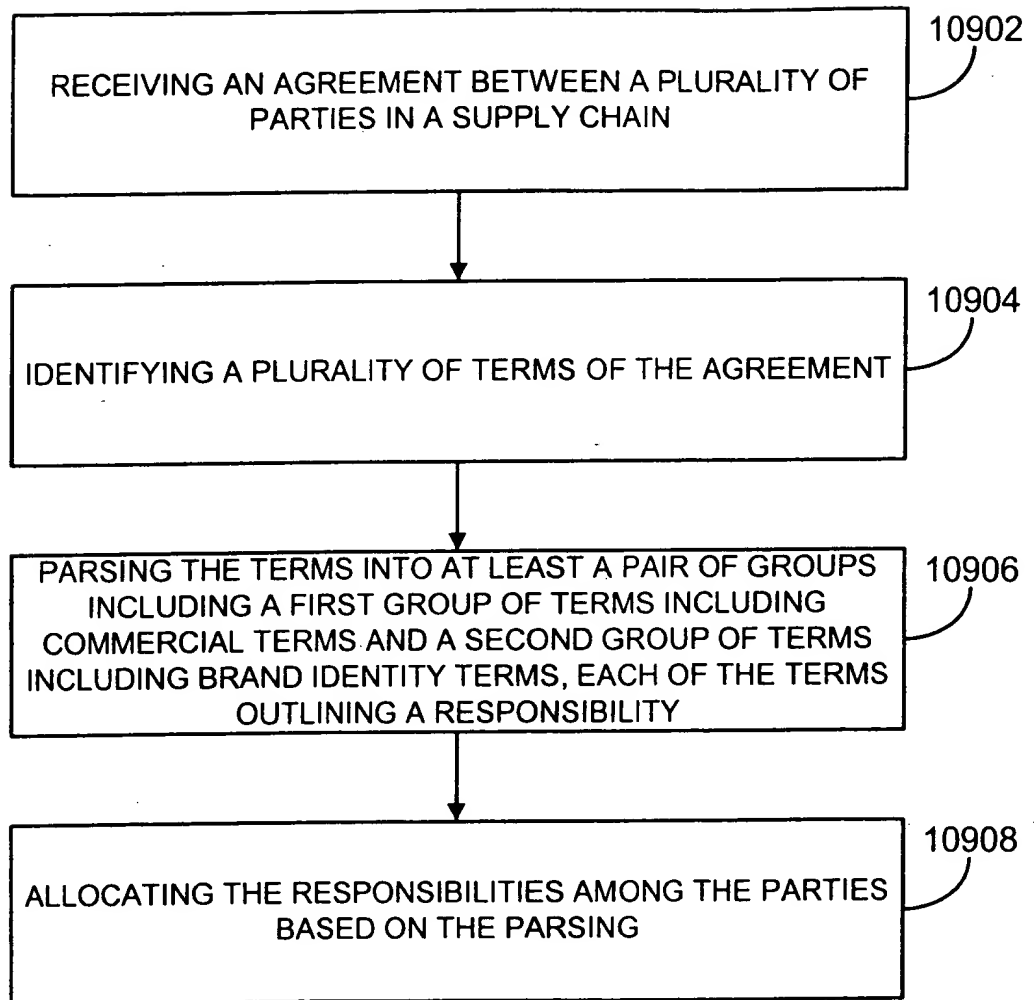 10902
RECEIVING AN AGREEMENT BETWEEN A PLURALITY OF
PARTIES IN A SUPPLY CHAIN
10904
IDENTIFYING A PLURALITY OF TERMS OF THE AGREEMENT
10906
PARSING THE TERMS INTO AT LEAST A PAIR OF GROUPS
INCLUDING A FIRST GROUP OF TERMS INCLUDING
COMMERCIAL TERMS AND A SECOND GROUP OF TERMS
INCLUDING BRAND IDENTITY TERMS, EACH OF THE TERMS
OUTLINING A RESPONSIBILITY
10908
ALLOCATING THE RESPONSIBILITIES AMONG THE PARTIES
BASED ON THE PARSING